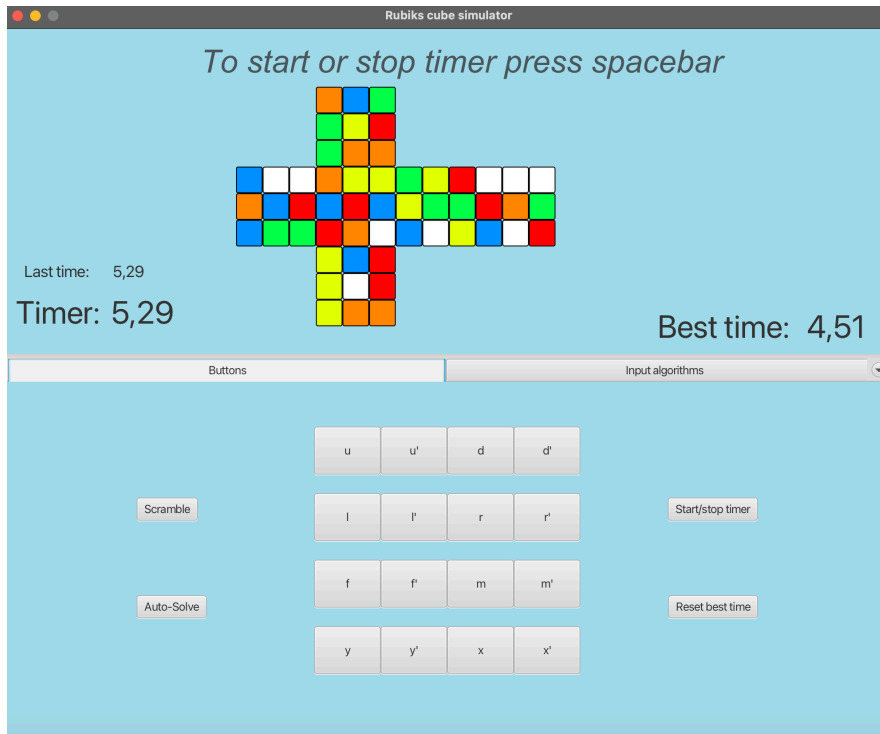 Rubiks cube simulator
To start or stop timer press spacebar
Last time: 5,29
Timer: 5,29
Best time: 4,51
Buttons Input algorithms
u u' d d'
Scramble Start/stop timer
l l' r r'
f f' m m'
Auto-Solve Reset best time
y y' x x'